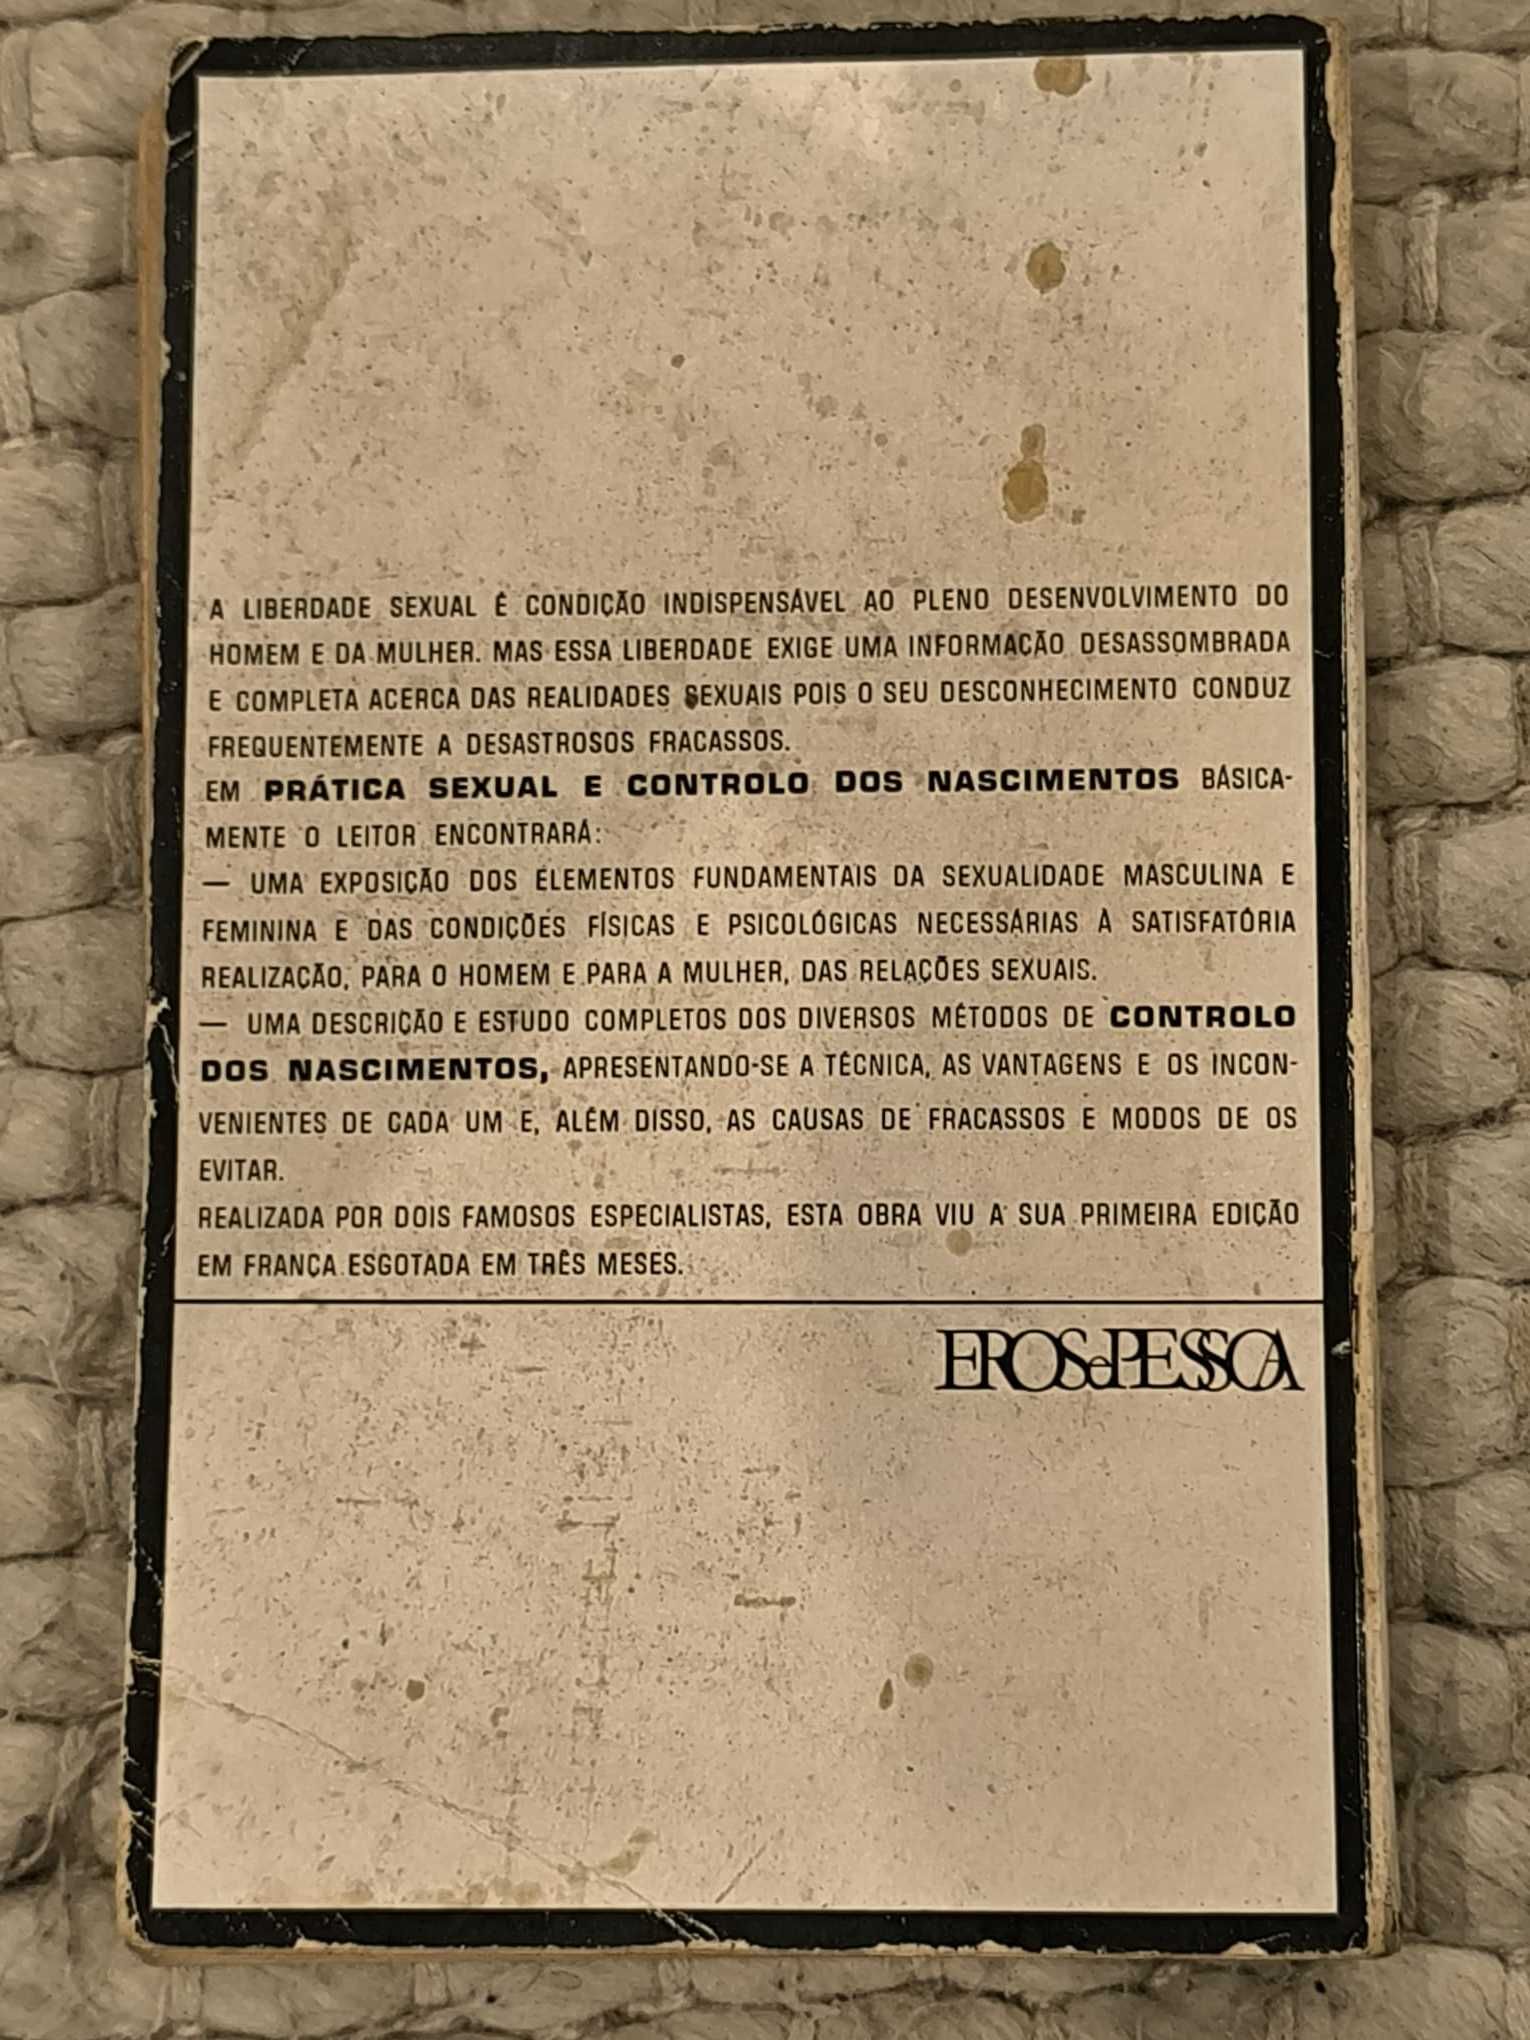 A LIBERDADE SEXUAL É CONDIÇÃO INDISPENSÁVEL AO PLENO DESENVOLVIMENTO DO
HOMEM E DA MULHER. MAS ESSA LIBERDADE EXIGE UMA INFORMAÇÃO DESASSOMBRADA
E COMPLETA ACERCA DAS REALIDADES SEXUAIS POIS O SEU DESCONHECIMENTO CONDUZ
FREQUENTEMENTE A DESASTROSOS FRACASSOS.
EM PRÁTICA SEXUAL E CONTROLO DOS NASCIMENTOS BÁSICA-
MENTE O LEITOR ENCONTRARÁ:
— UMA EXPOSIÇÃO DOS ELEMENTOS FUNDAMENTAIS DA SEXUALIDADE MASCULINA E
FEMININA E DAS CONDIÇÕES FÍSICAS E PSICOLÓGICAS NECESSÁRIAS À SATISFATÓRIA
REALIZAÇÃO, PARA O HOMEM E PARA A MULHER, DAS RELAÇÕES SEXUAIS.
— UMA DESCRIÇÃO E ESTUDO COMPLETOS DOS DIVERSOS MÉTODOS DE CONTROLO
DOS NASCIMENTOS, APRESENTANDO-SE A TÉCNICA, AS VANTAGENS E OS INCON-
VENIENTES DE CADA UM E, ALÉM DISSO, AS CAUSAS DE FRACASSOS E MODOS DE OS
EVITAR.
REALIZADA POR DOIS FAMOSOS ESPECIALISTAS, ESTA OBRA VIU A SUA PRIMEIRA EDIÇÃO
EM FRANÇA ESGOTADA EM TRÊS MESES.
EROS e PESSOA